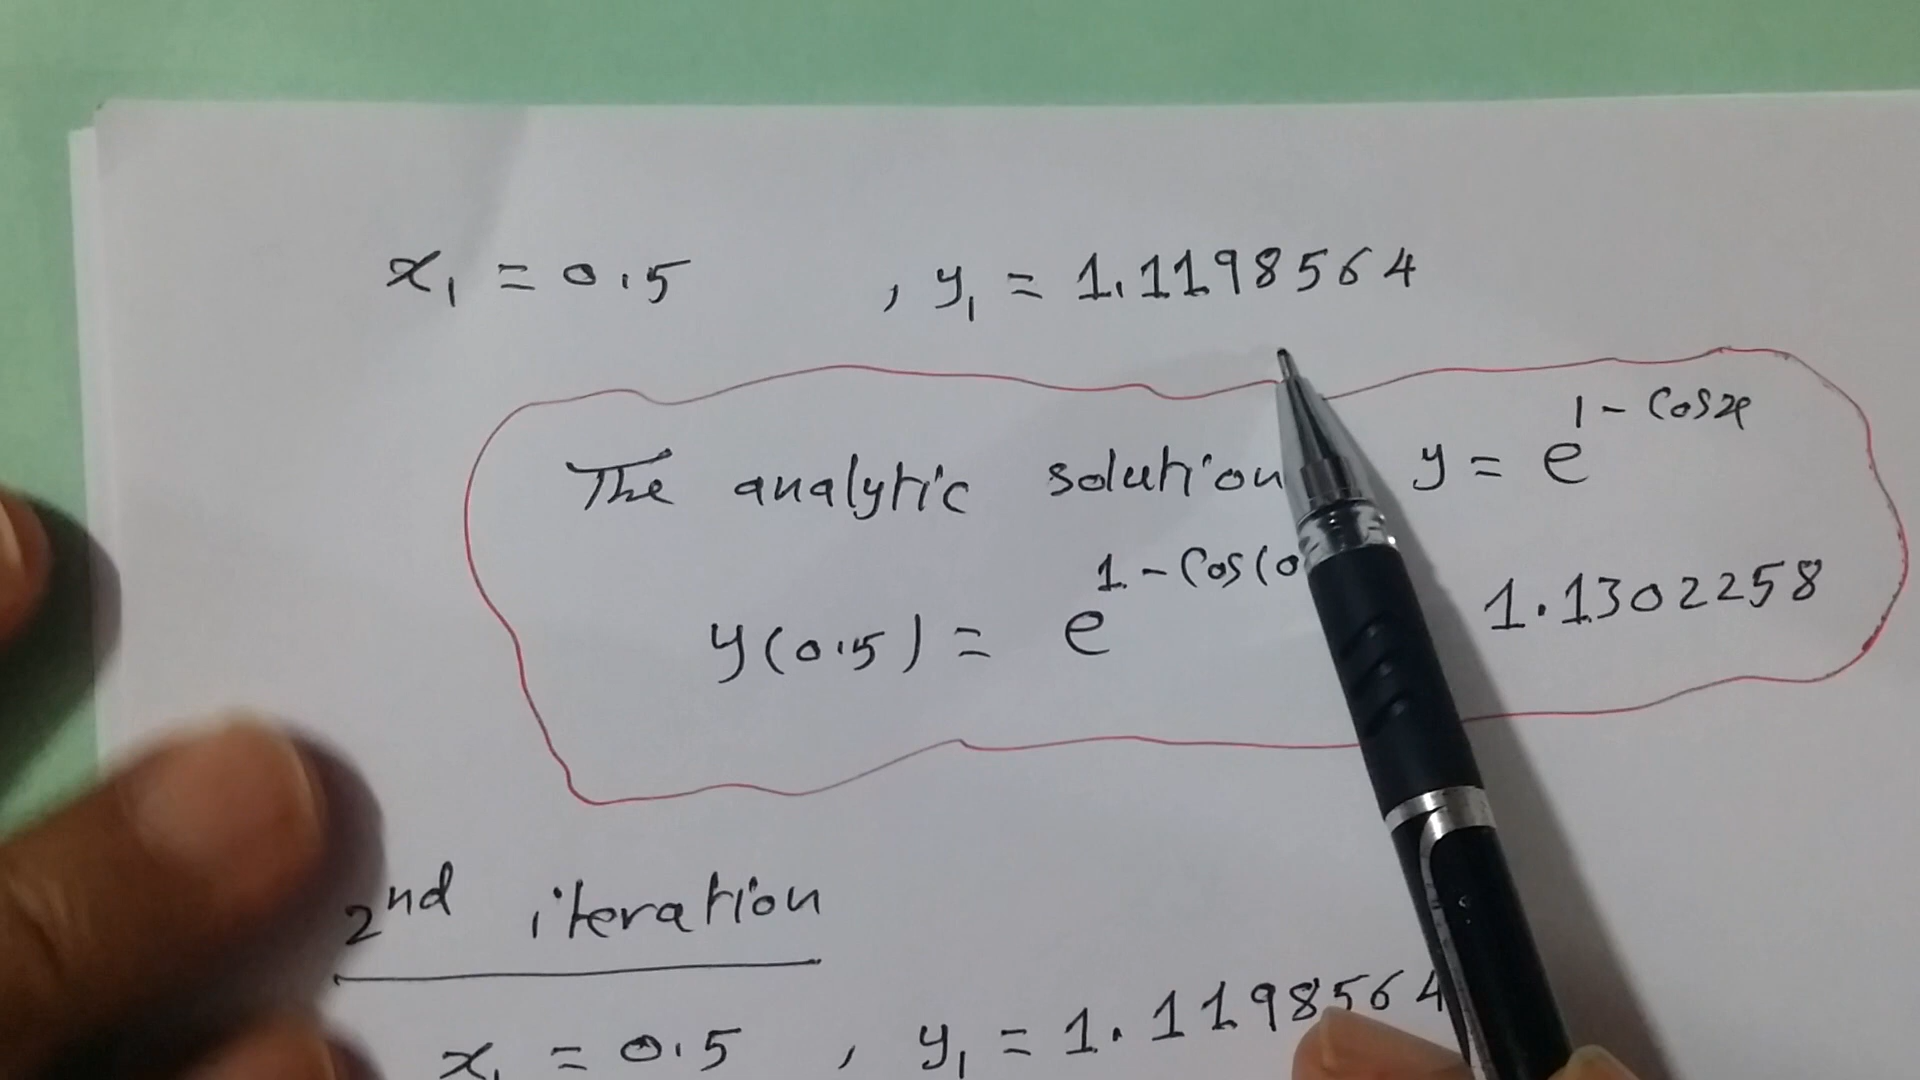 x₁ = 0.5 , y₁ = 1.1198564
The analytic solution y = e^(1 - Cosx)
y(0.5) = e^(1 - Cos(0 1.1302258
2nd iteration
x₁ = 0.5 , y₁ = 1.1198564